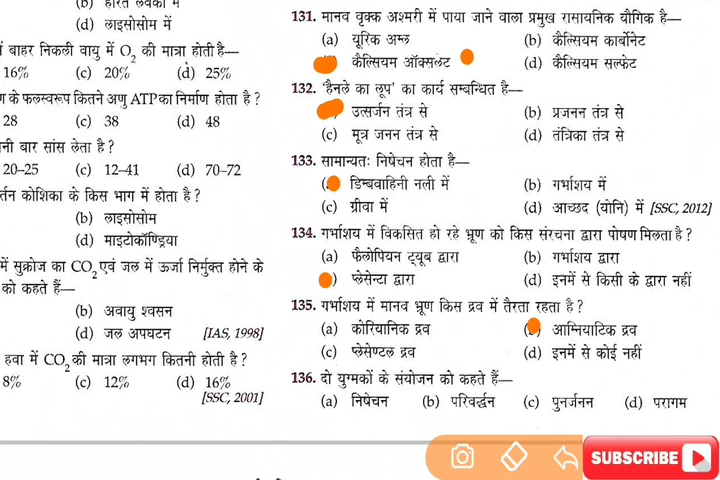 (b) हरित लवक में
(d) लाइसोसोम में
बाहर निकली वायु में O₂ की मात्रा होती है—
16% (c) 20% (d) 25%
के फलस्वरूप कितने अणु ATP का निर्माण होता है ?
28 (c) 38 (d) 48
नी बार सांस लेता है ?
20–25 (c) 12–41 (d) 70–72
र्तन कोशिका के किस भाग में होता है ?
(b) लाइसोसोम
(d) माइटोकॉण्ड्रिया
में सुक्रोज का CO₂ एवं जल में ऊर्जा निर्मुक्त होने के
को कहते हैं—
(b) अवायु श्वसन
(d) जल अपघटन [IAS, 1998]
हवा में CO₂ की मात्रा लगभग कितनी होती है ?
8% (c) 12% (d) 16%
[SSC, 2001]
131. मानव वृक्क अश्मरी में पाया जाने वाला प्रमुख रासायनिक यौगिक है—
(a) यूरिक अम्ल (b) कैल्सियम कार्बोनेट
कैल्सियम ऑक्सलेट (d) कैल्सियम सल्फेट
132. 'हैनले का लूप' का कार्य सम्बन्धित है—
उत्सर्जन तंत्र से (b) प्रजनन तंत्र से
(c) मूत्र जनन तंत्र से (d) तंत्रिका तंत्र से
133. सामान्यतः निषेचन होता है—
डिम्बवाहिनी नली में (b) गर्भाशय में
(c) ग्रीवा में (d) आच्छद (योनि) में [SSC, 2012]
134. गर्भाशय में विकसित हो रहे भ्रूण को किस संरचना द्वारा पोषण मिलता है ?
(a) फैलोपियन ट्यूब द्वारा (b) गर्भाशय द्वारा
प्लेसेन्टा द्वारा (d) इनमें से किसी के द्वारा नहीं
135. गर्भाशय में मानव भ्रूण किस द्रव में तैरता रहता है ?
(a) कोरियानिक द्रव आम्नियाटिक द्रव
(c) प्लेसेण्टल द्रव (d) इनमें से कोई नहीं
136. दो युग्मकों के संयोजन को कहते हैं—
(a) निषेचन (b) परिवर्द्धन (c) पुनर्जनन (d) परागम
SUBSCRIBE